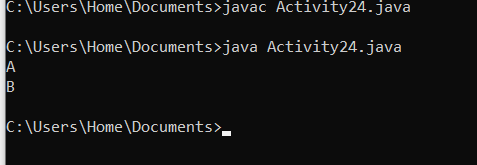 C:\Users\Home\Documents>javac Activity24.java
C:\Users\Home\Documents>java Activity24.java
A
B
C:\Users\Home\Documents>